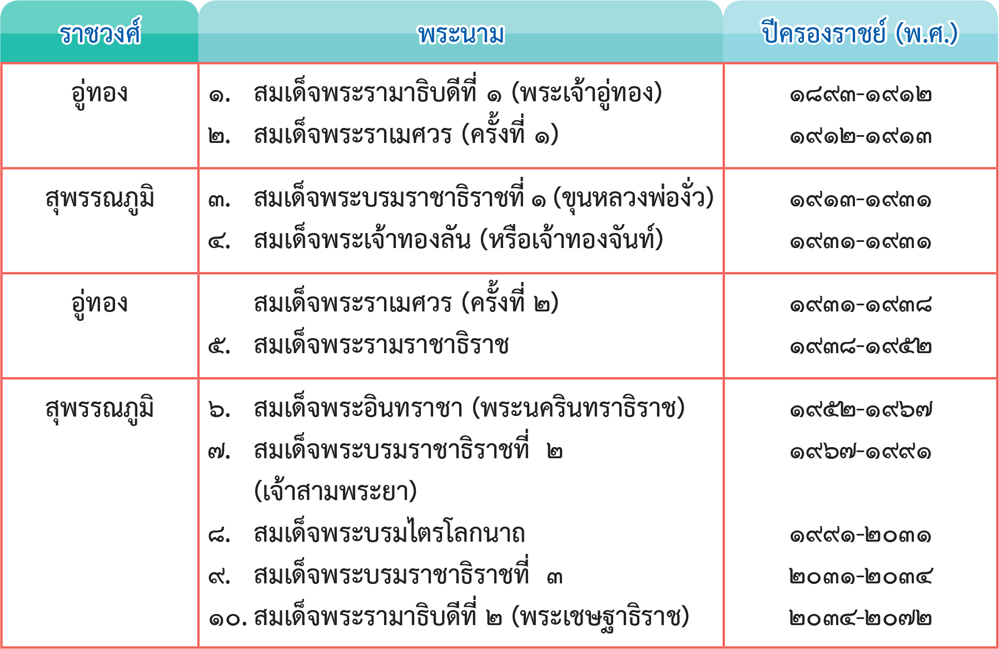 ราชวงศ์ พระนาม ปีครองราชย์ (พ.ศ.)
อู่ทอง ๑. สมเด็จพระรามาธิบดีที่ ๑ (พระเจ้าอู่ทอง) ๑๘๙๓-๑๙๑๒
๒. สมเด็จพระราเมศวร (ครั้งที่ ๑) ๑๙๑๒-๑๙๑๓
สุพรรณภูมิ ๓. สมเด็จพระบรมราชาธิราชที่ ๑ (ขุนหลวงพ่องั่ว) ๑๙๑๓-๑๙๓๑
๔. สมเด็จพระเจ้าทองลัน (หรือเจ้าทองจันท์) ๑๙๓๑-๑๙๓๑
อู่ทอง สมเด็จพระราเมศวร (ครั้งที่ ๒) ๑๙๓๑-๑๙๓๘
๕. สมเด็จพระรามราชาธิราช ๑๙๓๘-๑๙๕๒
สุพรรณภูมิ ๖. สมเด็จพระอินทราชา (พระนครินทราธิราช) ๑๙๕๒-๑๙๖๗
๗. สมเด็จพระบรมราชาธิราชที่ ๒ ๑๙๖๗-๑๙๙๑
(เจ้าสามพระยา)
๘. สมเด็จพระบรมไตรโลกนาถ ๑๙๙๑-๒๐๓๑
๙. สมเด็จพระบรมราชาธิราชที่ ๓ ๒๐๓๑-๒๐๓๔
๑๐. สมเด็จพระรามาธิบดีที่ ๒ (พระเชษฐาธิราช) ๒๐๓๔-๒๐๗๒